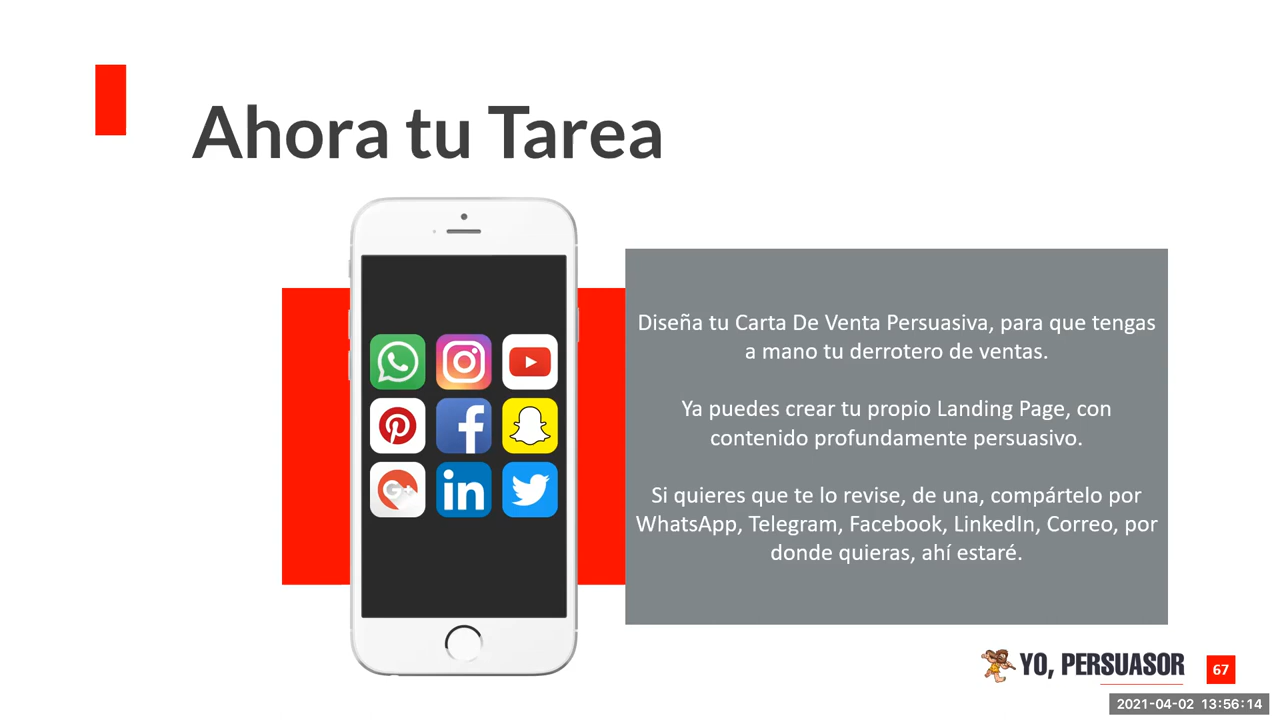 Ahora tu Tarea
Diseña tu Carta De Venta Persuasiva, para que tengas
a mano tu derrotero de ventas.
Ya puedes crear tu propio Landing Page, con
contenido profundamente persuasivo.
Si quieres que te lo revise, de una, compártelo por
WhatsApp, Telegram, Facebook, LinkedIn, Correo, por
donde quieras, ahí estaré.
G+
in
YO, PERSUASOR
67
2021-04-02 13:56:14